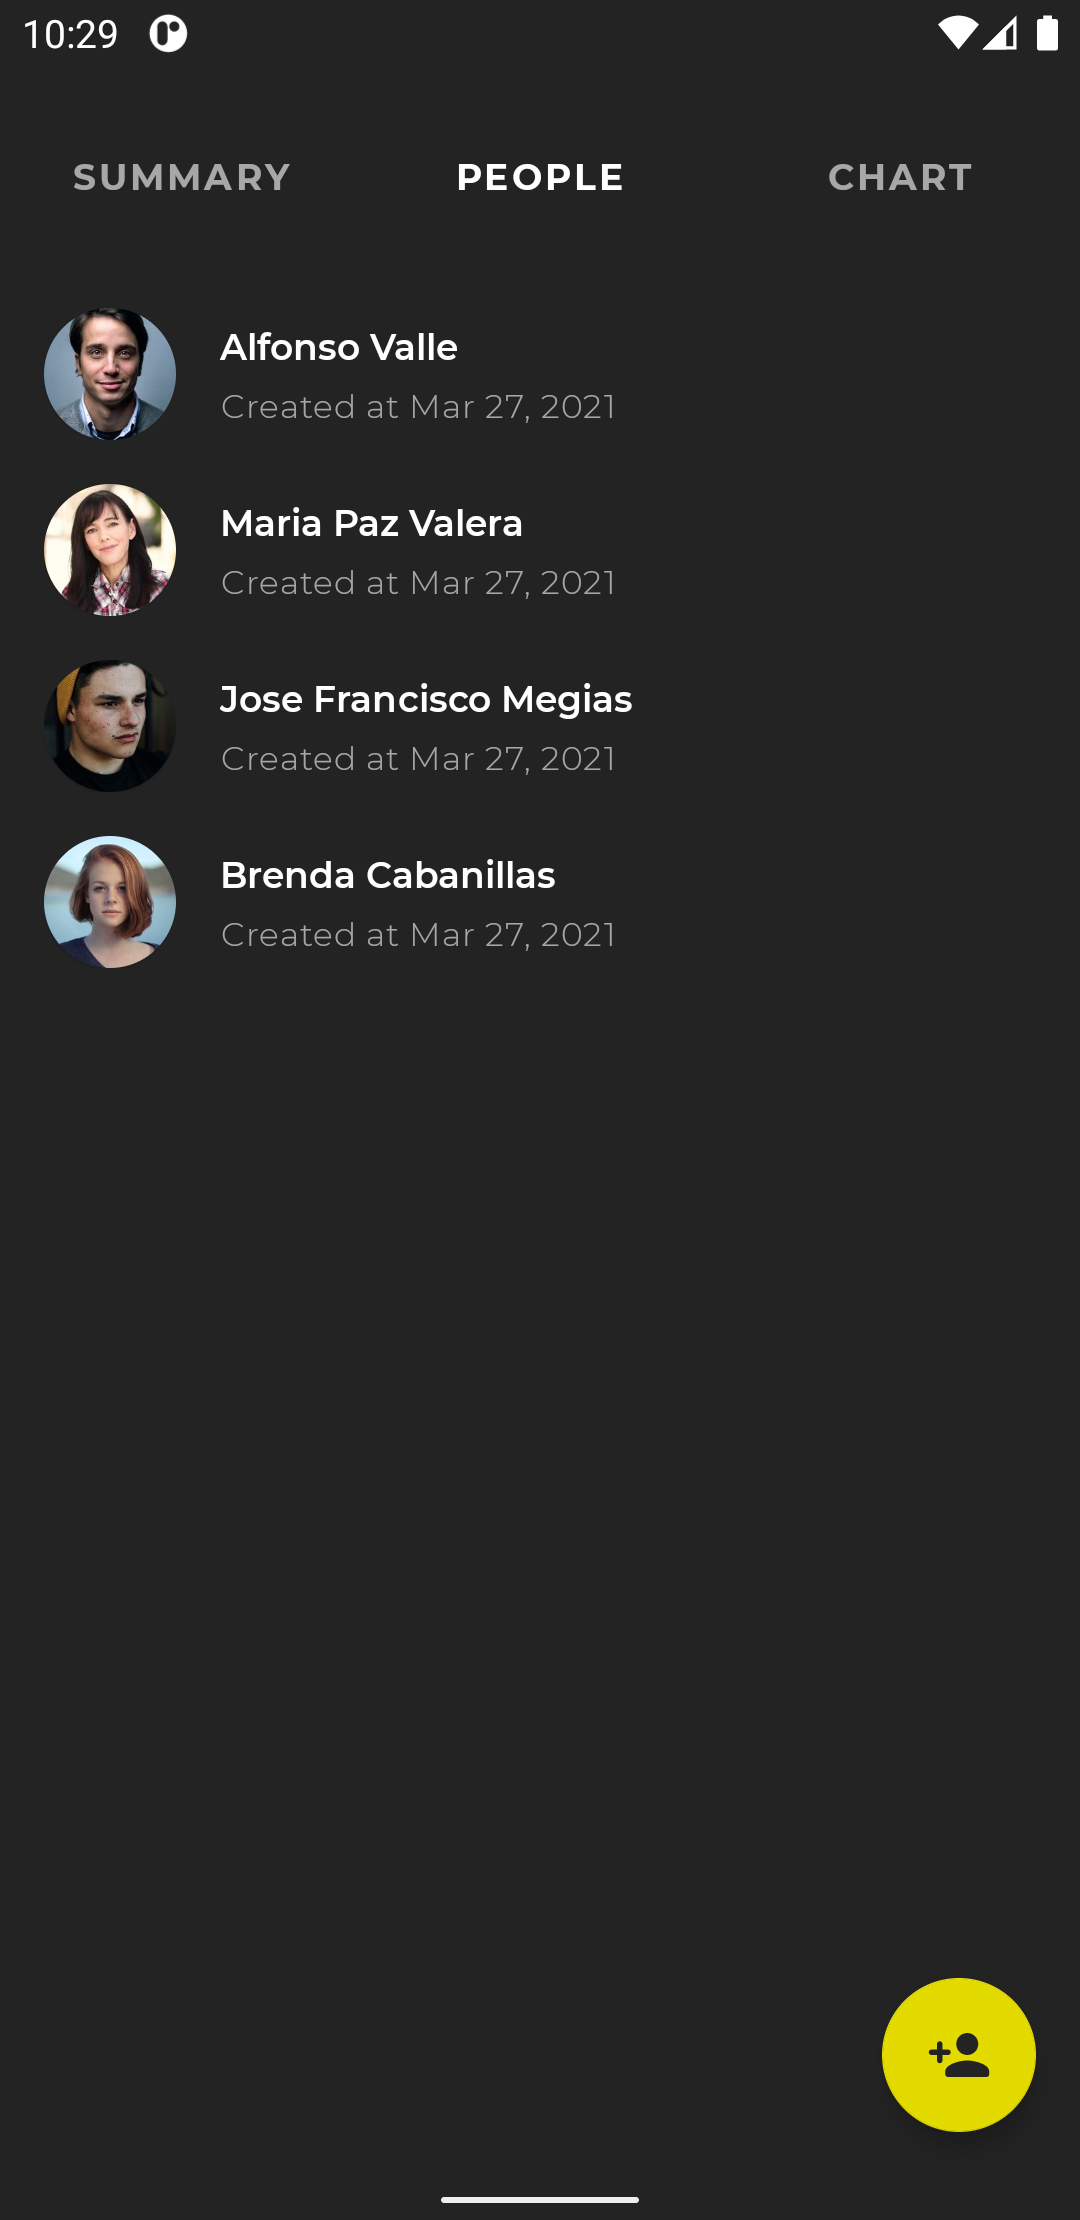 10:29
SUMMARY PEOPLE CHART
Alfonso Valle
Created at Mar 27, 2021
Maria Paz Valera
Created at Mar 27, 2021
Jose Francisco Megias
Created at Mar 27, 2021
Brenda Cabanillas
Created at Mar 27, 2021